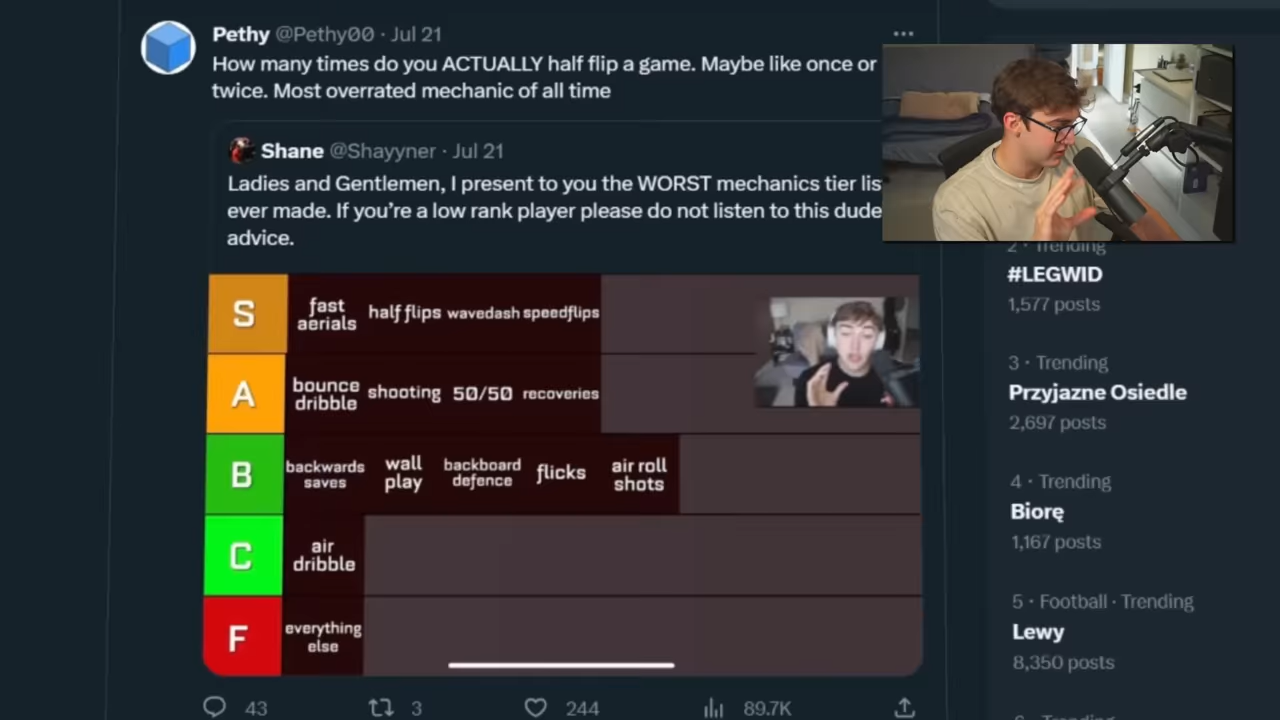 Pethy @Pethy00 · Jul 21
How many times do you ACTUALLY half flip a game. Maybe like once or
twice. Most overrated mechanic of all time
Shane @Shayyner · Jul 21
Ladies and Gentlemen, I present to you the WORST mechanics tier lis
ever made. If you're a low rank player please do not listen to this dude
advice.
S
fast
aerials
half flips
wavedash
speedflips
A
bounce
dribble
shooting
50/50
recoveries
B
backwards
saves
wall
play
backboard
defence
flicks
air roll
shots
C
air
dribble
F
everything
else
43
3
244
89.7K
2 · Trending
#LEGWID
1,577 posts
3 · Trending
Przyjazne Osiedle
2,697 posts
4 · Trending
Biorę
1,167 posts
5 · Football · Trending
Lewy
8,350 posts